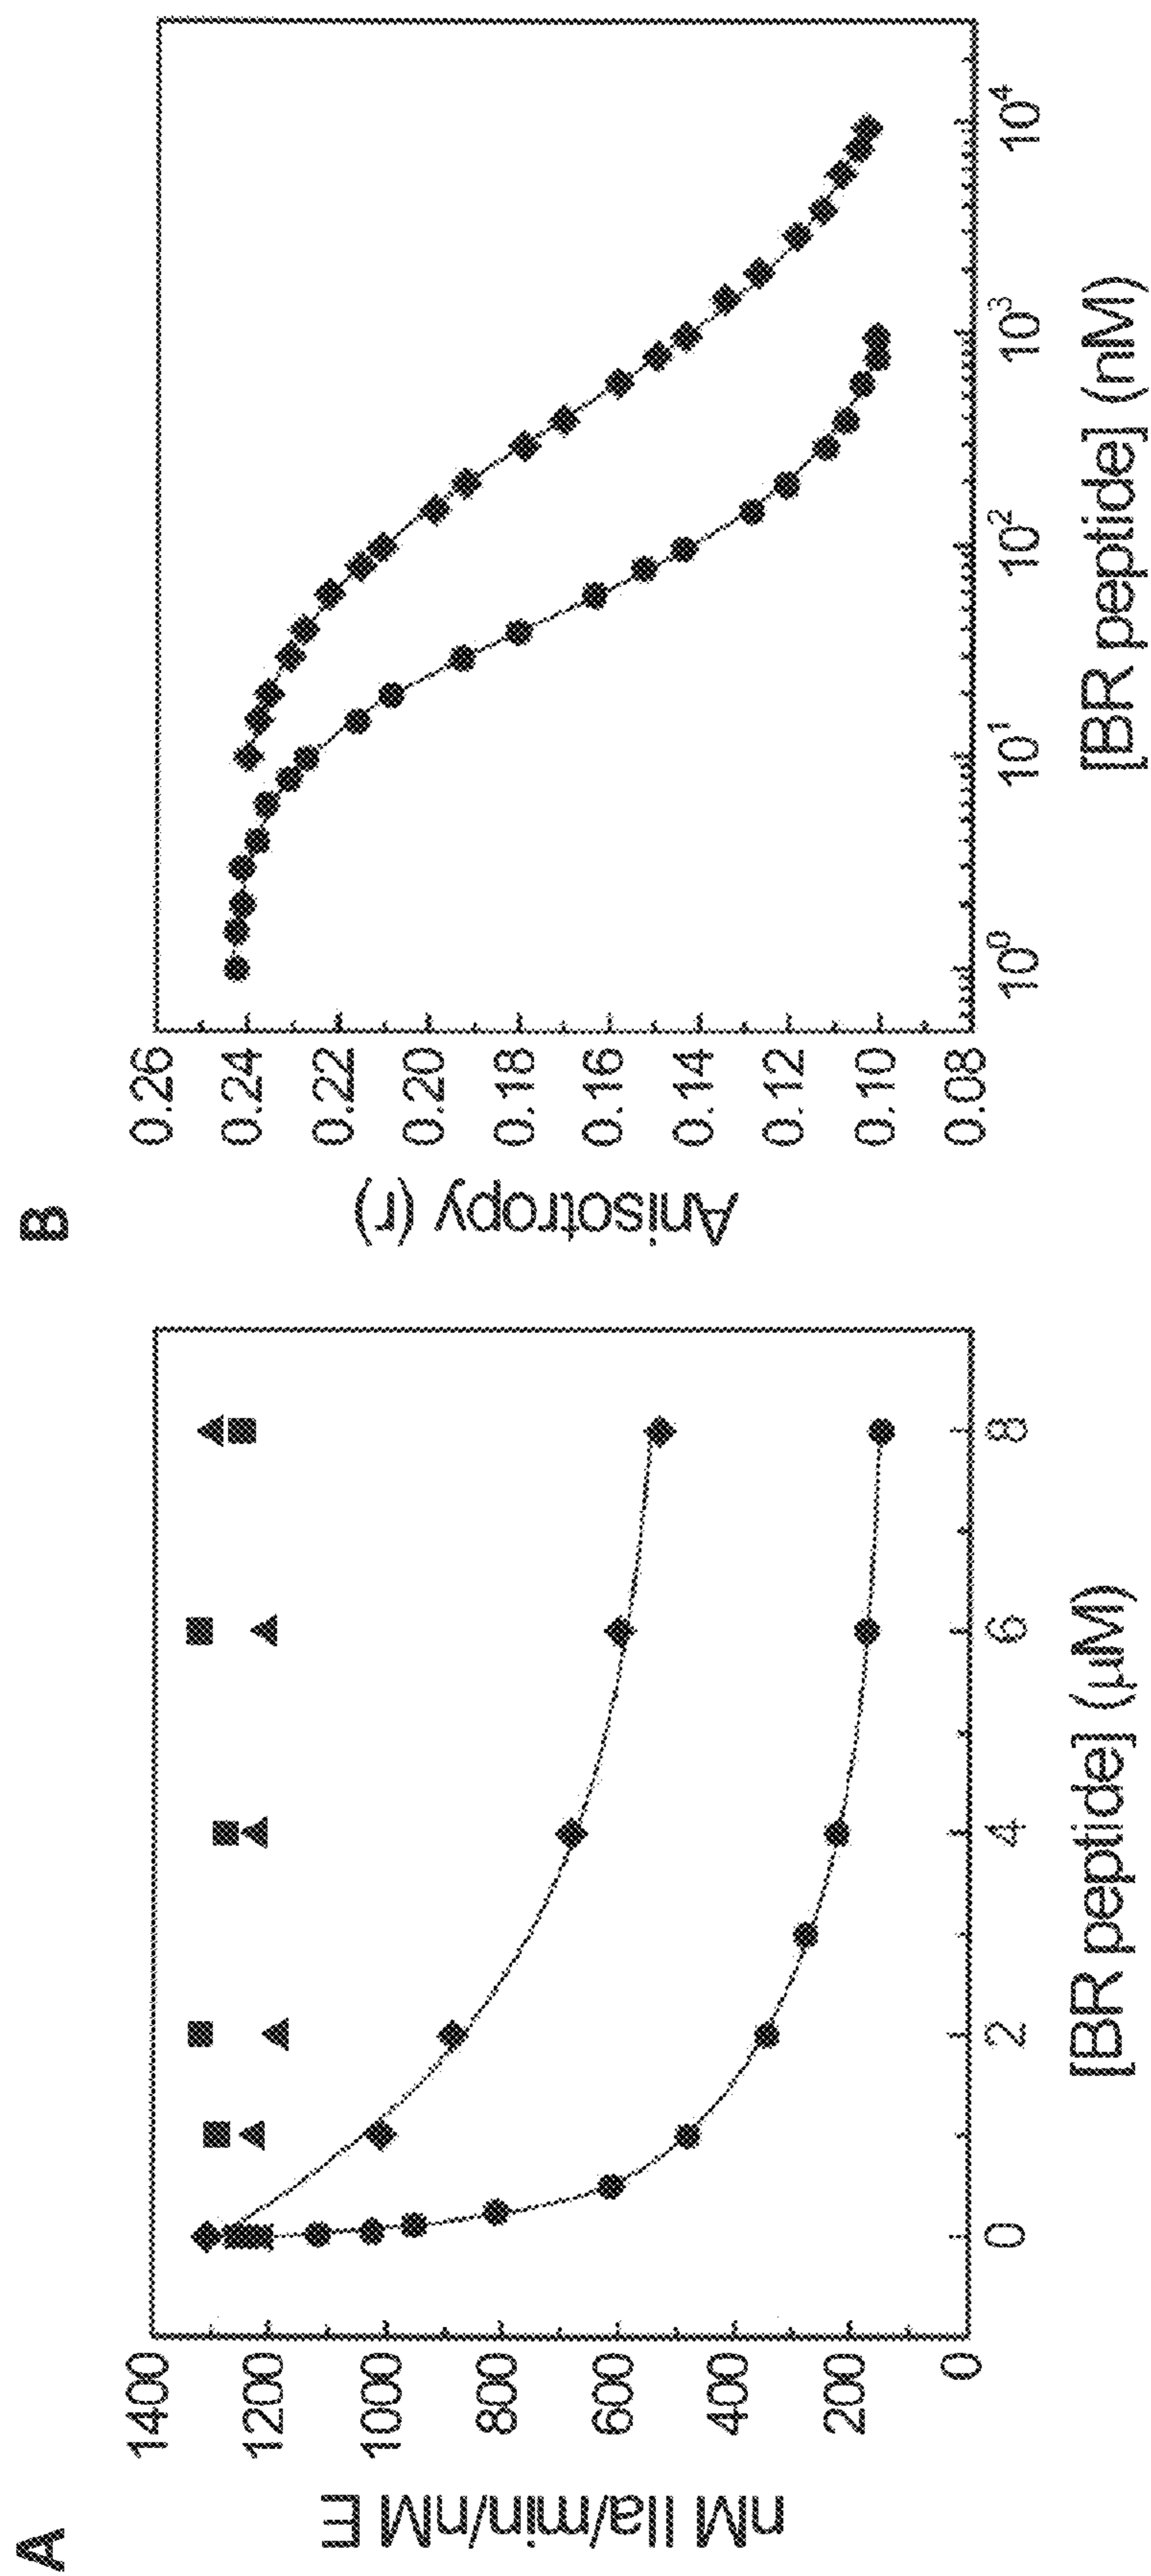 A
nM IIa/min/nM E
1400
1200
1000
800
600
400
200
0
0 2 4 6 8
[BR peptide] (μM)
B
Anisotropy (r)
0.26
0.24
0.22
0.20
0.18
0.16
0.14
0.12
0.10
0.08
10⁰ 10¹ 10² 10³ 10⁴
[BR peptide] (nM)